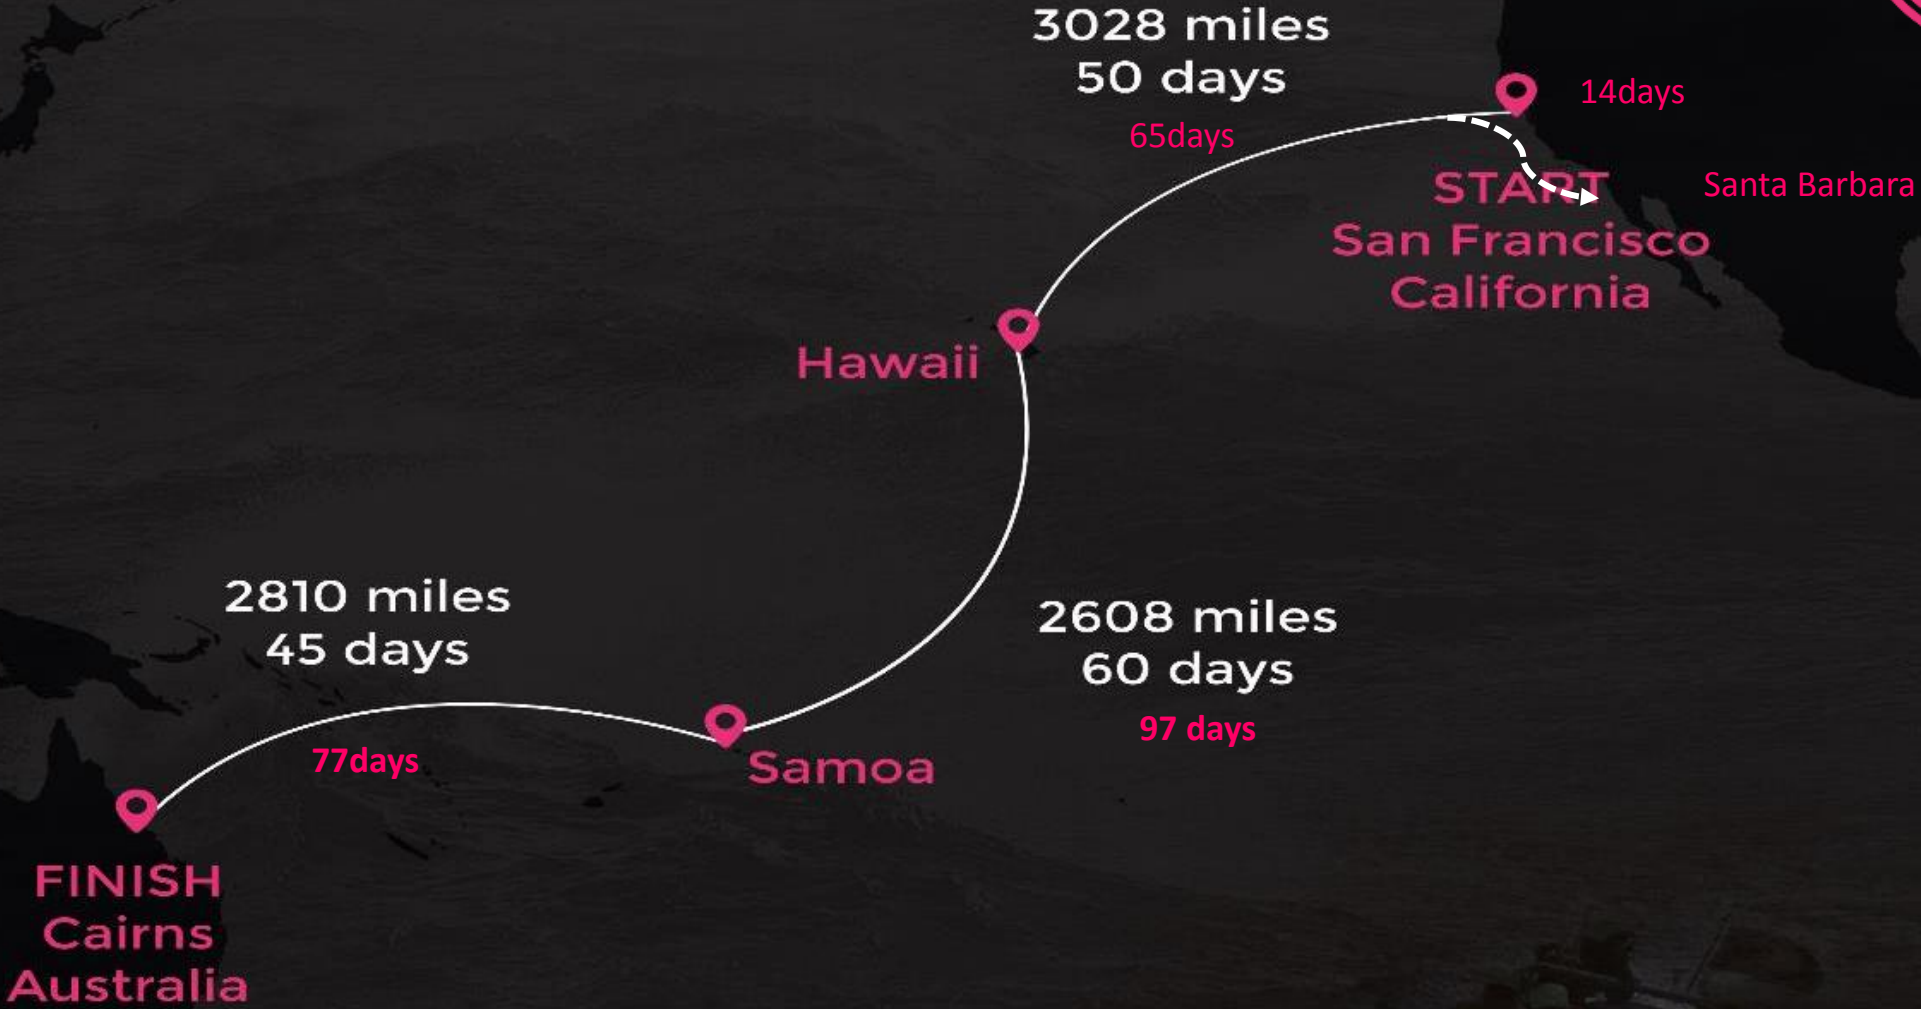 3028 miles
50 days
65days
14days
Santa Barbara
START
San Francisco
California
Hawaii
2810 miles
45 days
77days
2608 miles
60 days
97 days
Samoa
FINISH
Cairns
Australia